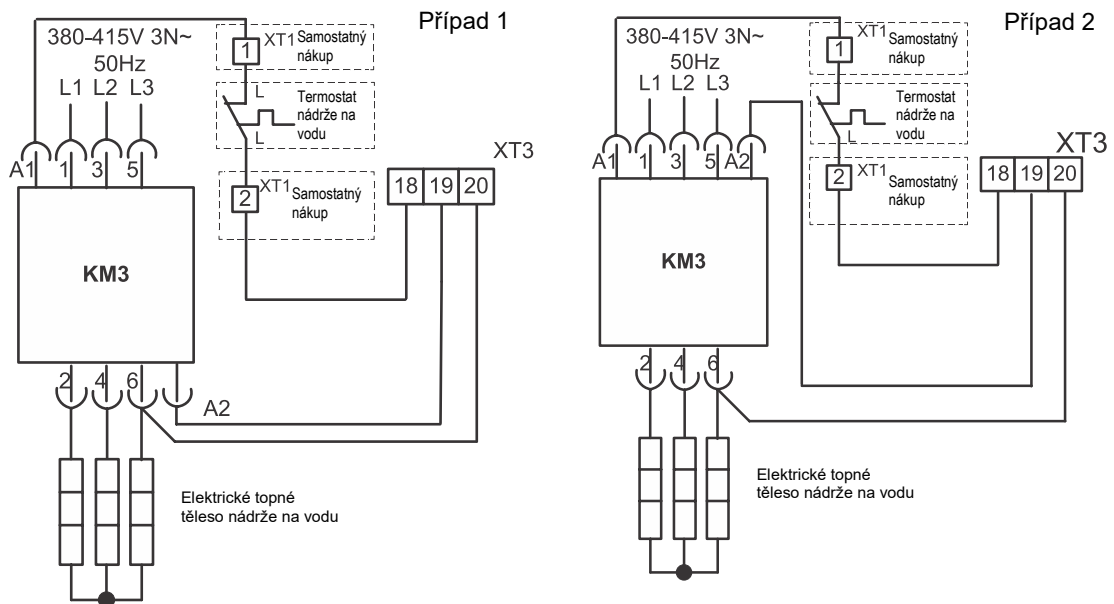 Případ 1
380-415V 3N~
50Hz
L1 L2 L3
1
XT1
Samostatný
nákup
L
L
Termostat
nádrže na
vodu
2
XT1
Samostatný
nákup
XT3
18 19 20
A1 1 3 5
KM3
2 4 6
A2
Elektrické topné
těleso nádrže na vodu
Případ 2
380-415V 3N~
50Hz
L1 L2 L3
1
XT1
Samostatný
nákup
L
L
Termostat
nádrže na
vodu
2
XT1
Samostatný
nákup
XT3
18 19 20
A1 1 3 5 A2
KM3
2 4 6
Elektrické topné
těleso nádrže na vodu